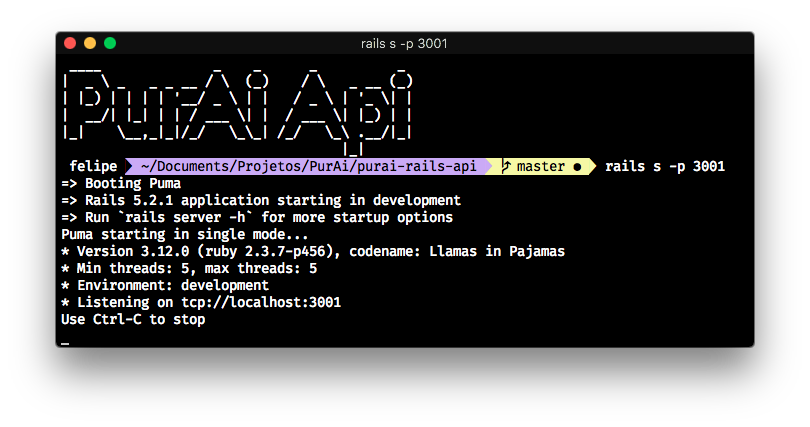 rails s -p 3001
PurAi Api
felipe ~/Documents/Projetos/PurAi/purai-rails-api master ● rails s -p 3001
=> Booting Puma
=> Rails 5.2.1 application starting in development
=> Run `rails server -h` for more startup options
Puma starting in single mode...
* Version 3.12.0 (ruby 2.3.7-p456), codename: Llamas in Pajamas
* Min threads: 5, max threads: 5
* Environment: development
* Listening on tcp://localhost:3001
Use Ctrl-C to stop